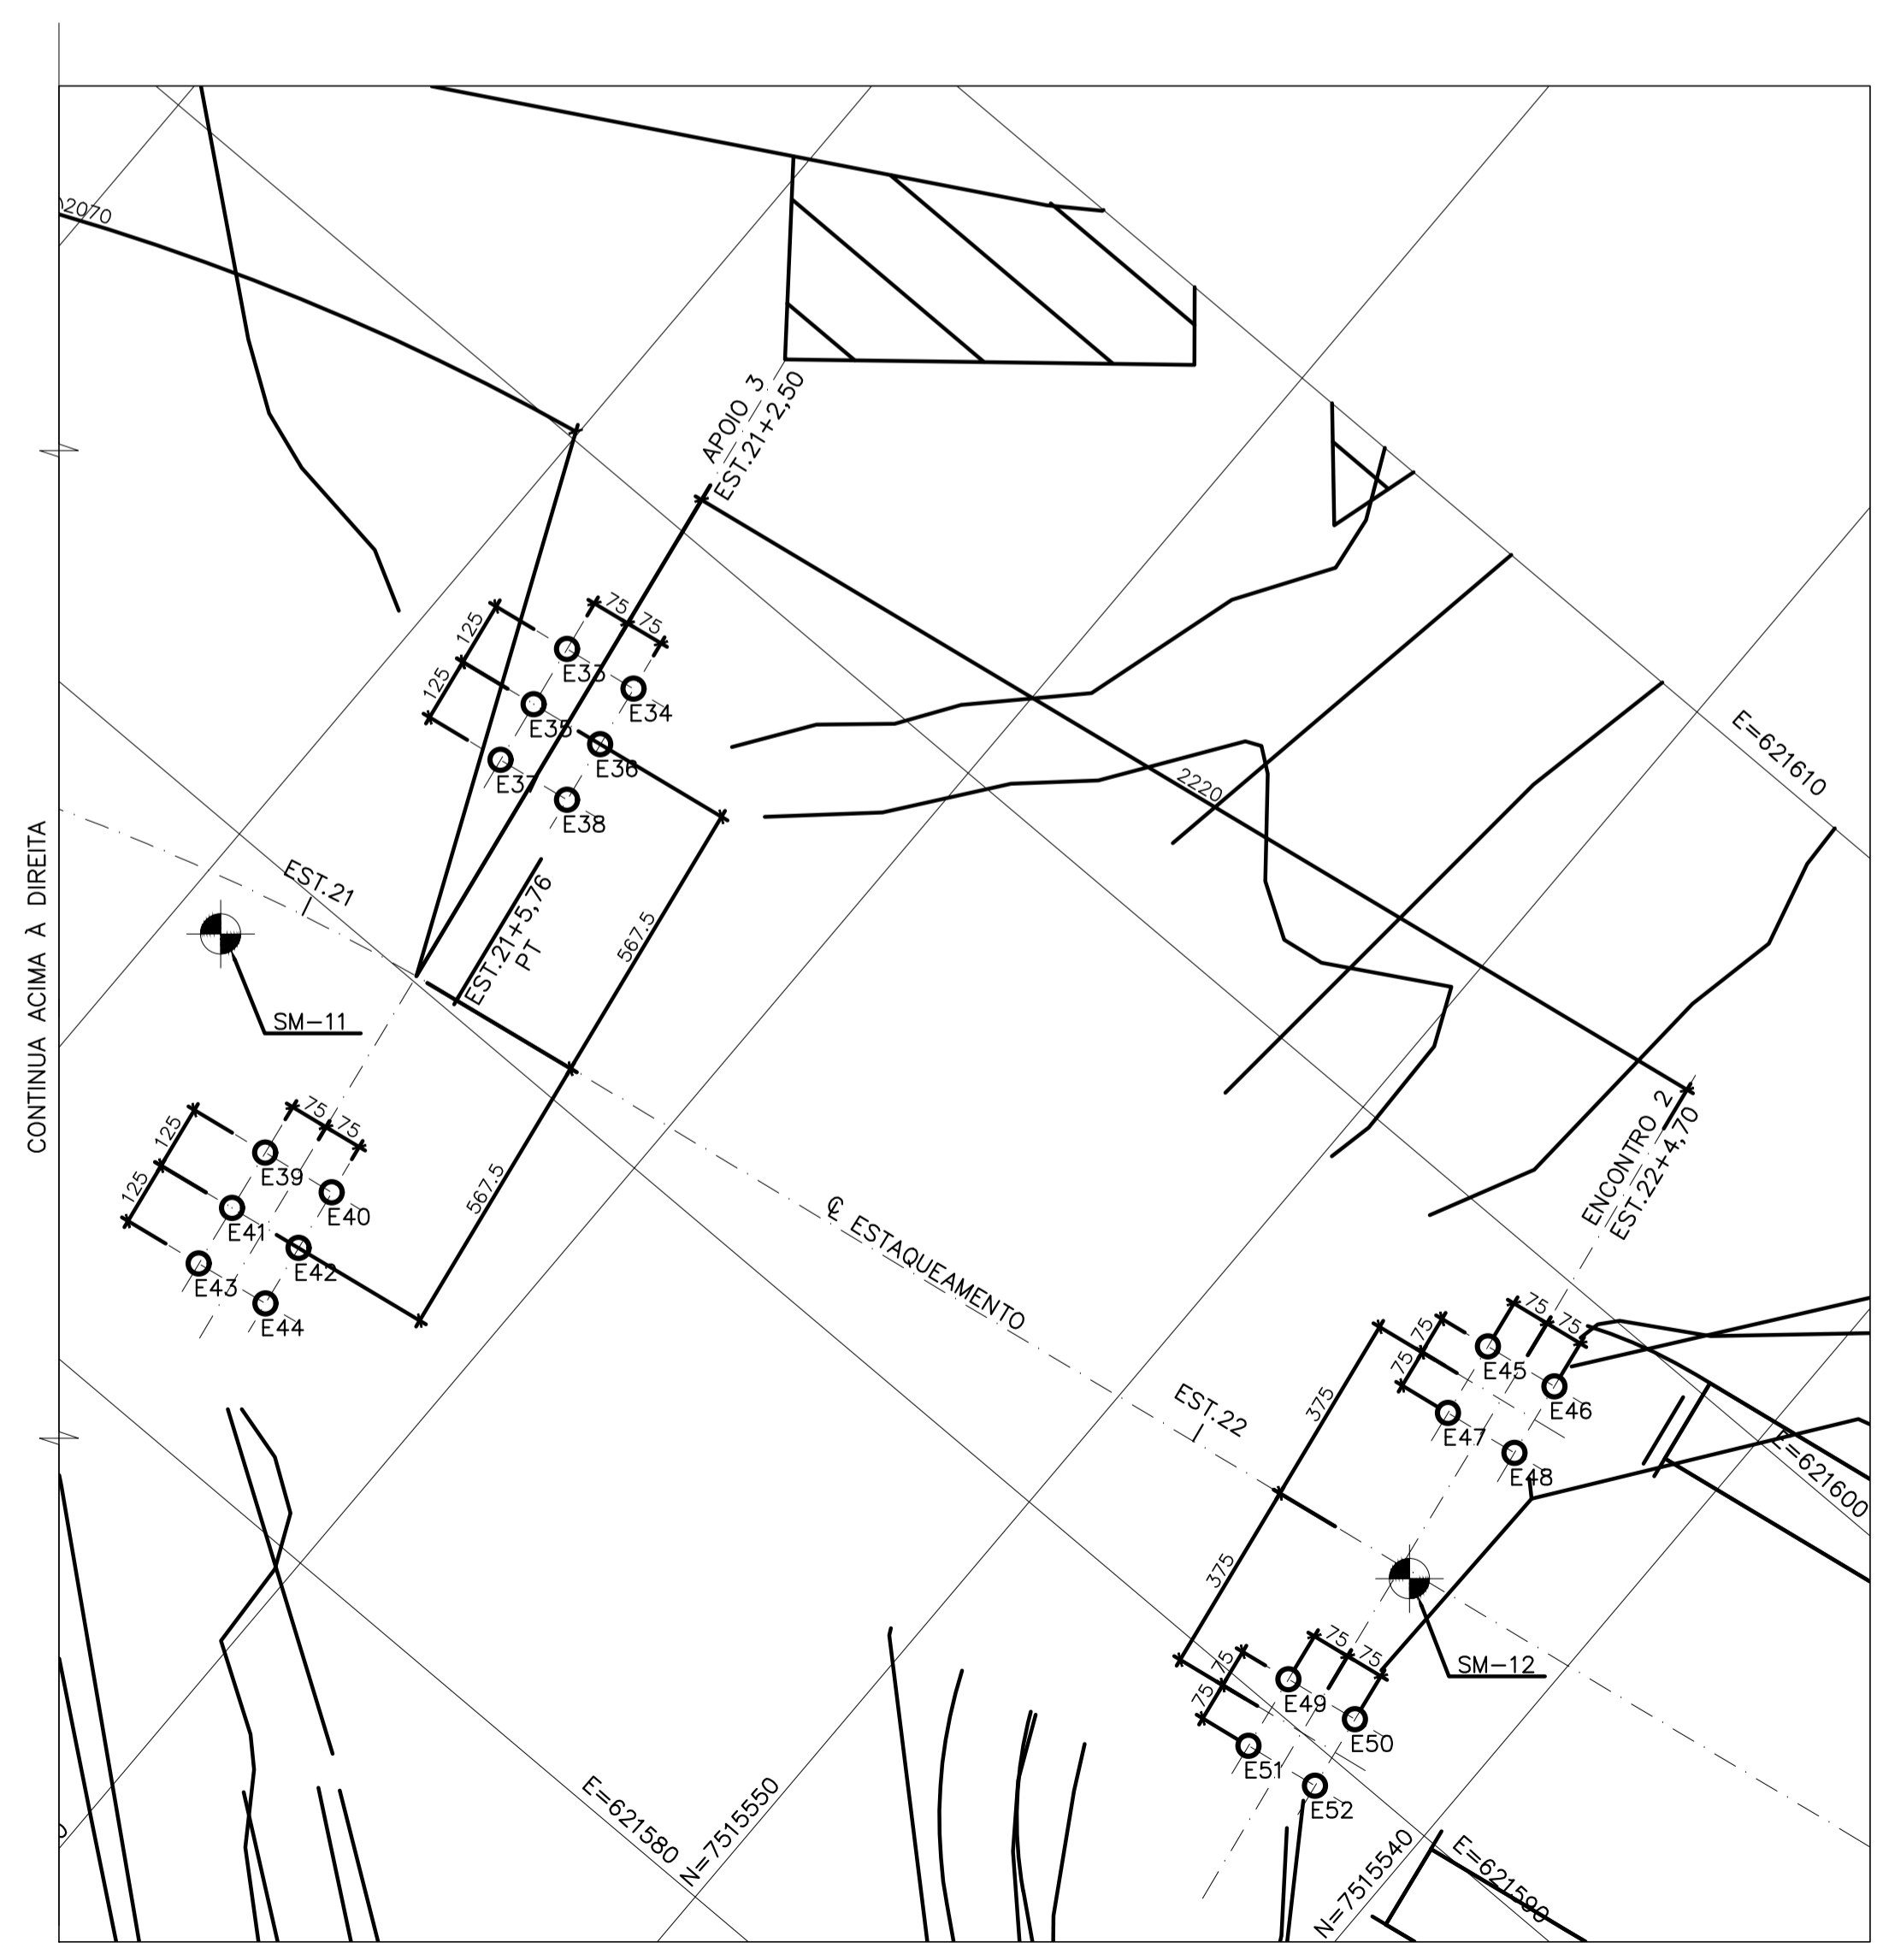 2070
APOIO 3
EST.21+2,50
75
75
125
125
E33
E34
E35
E36
E37
E38
2220
E=621610
CONTINUA ACIMA À DIREITA
EST.21
EST.21+5,76
PT
567.5
SM-11
75
75
125
125
E39
E40
E41
E42
E43
E44
567.5
ENCONTRO 2
EST.22+4,70
℄ ESTAQUEAMENTO
EST.22
375
75
75
75
75
E45
E46
E47
E48
E=621600
375
75
75
75
75
E49
E50
E51
E52
SM-12
E=621580
N=7515550
N=7515540
E=621590